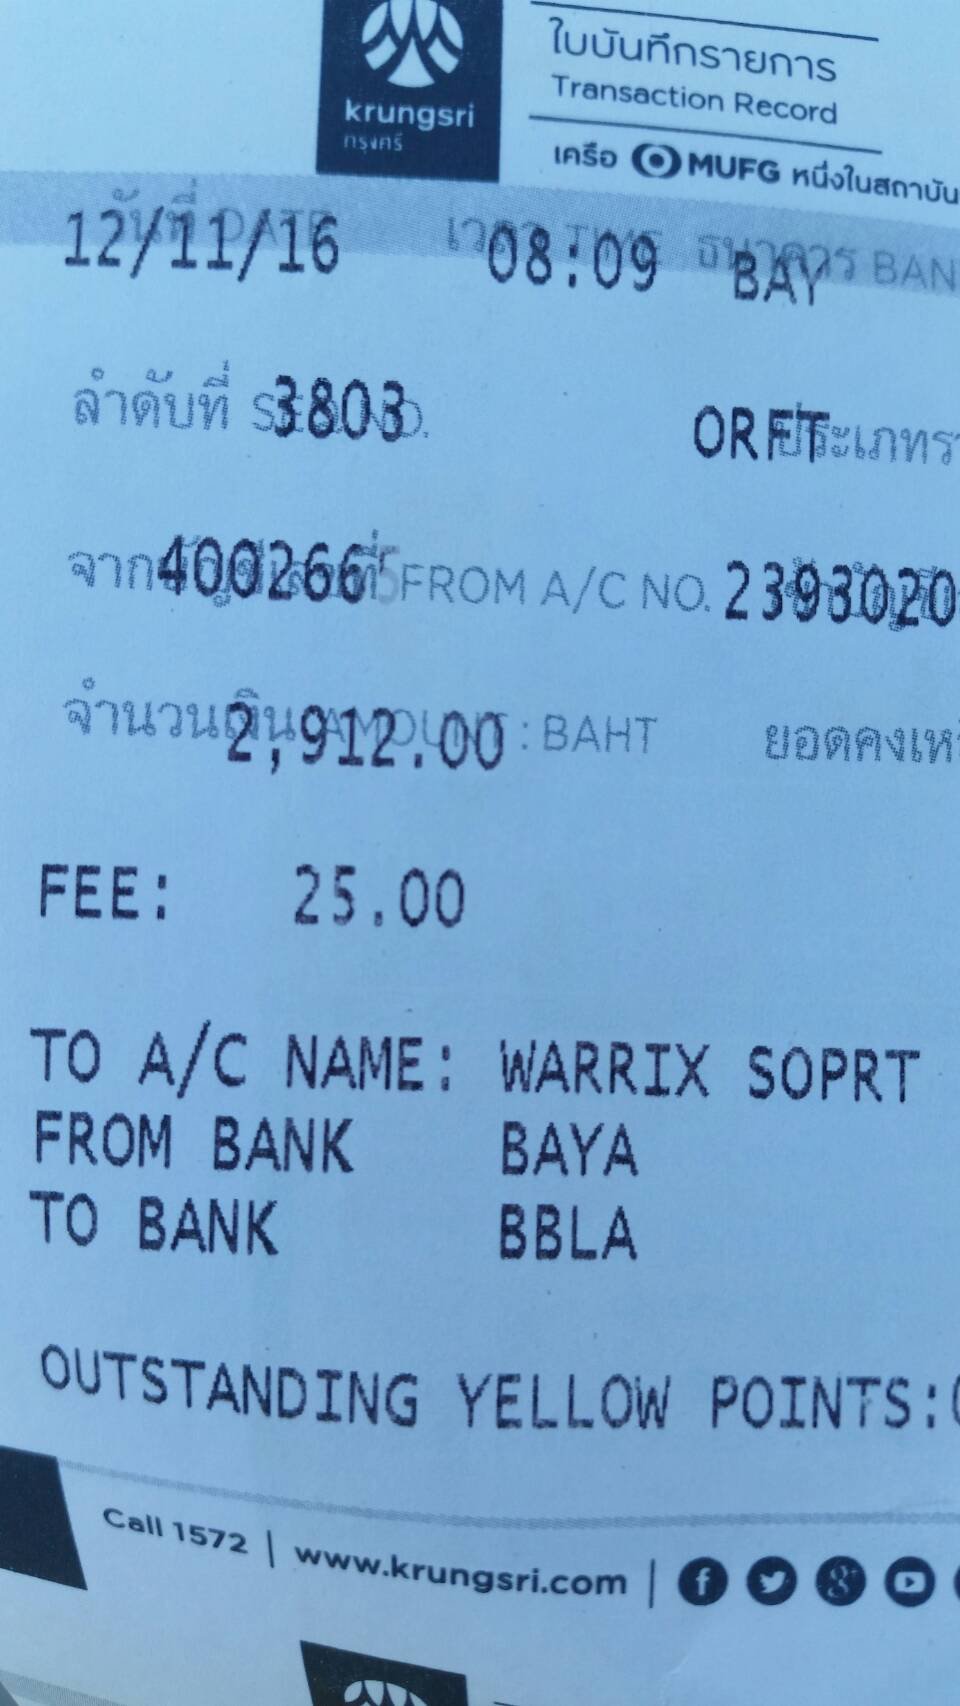 krungsri
กรุงศรี
ใบบันทึกรายการ
Transaction Record
เครือ MUFG หนึ่งในสถาบัน
วันที่ DATE เวลา TIME ธนาคาร BAN
12/11/16 08:09 BAY
ลำดับที่ SEQ NO. ประเภทร
3803 ORFT
จากบัญชีเลขที่ FROM A/C NO.
400266 2393020
จำนวนเงิน AMOUNT : BAHT ยอดคงเห
2,912.00
FEE: 25.00
TO A/C NAME: WARRIX SOPRT
FROM BANK BAYA
TO BANK BBLA
OUTSTANDING YELLOW POINTS:
Call 1572 | www.krungsri.com |